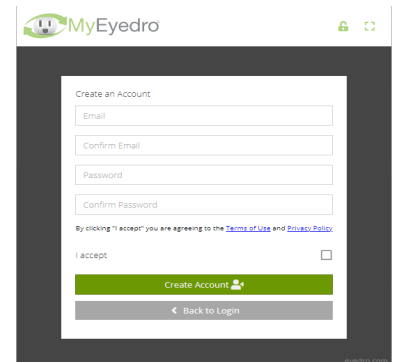 MyEyedro
Create an Account
Email
Confirm Email
Password
Confirm Password
By clicking "I accept" you are agreeing to the Terms of Use and Privacy Policy
I accept
Create Account
Back to Login
eyedro.com